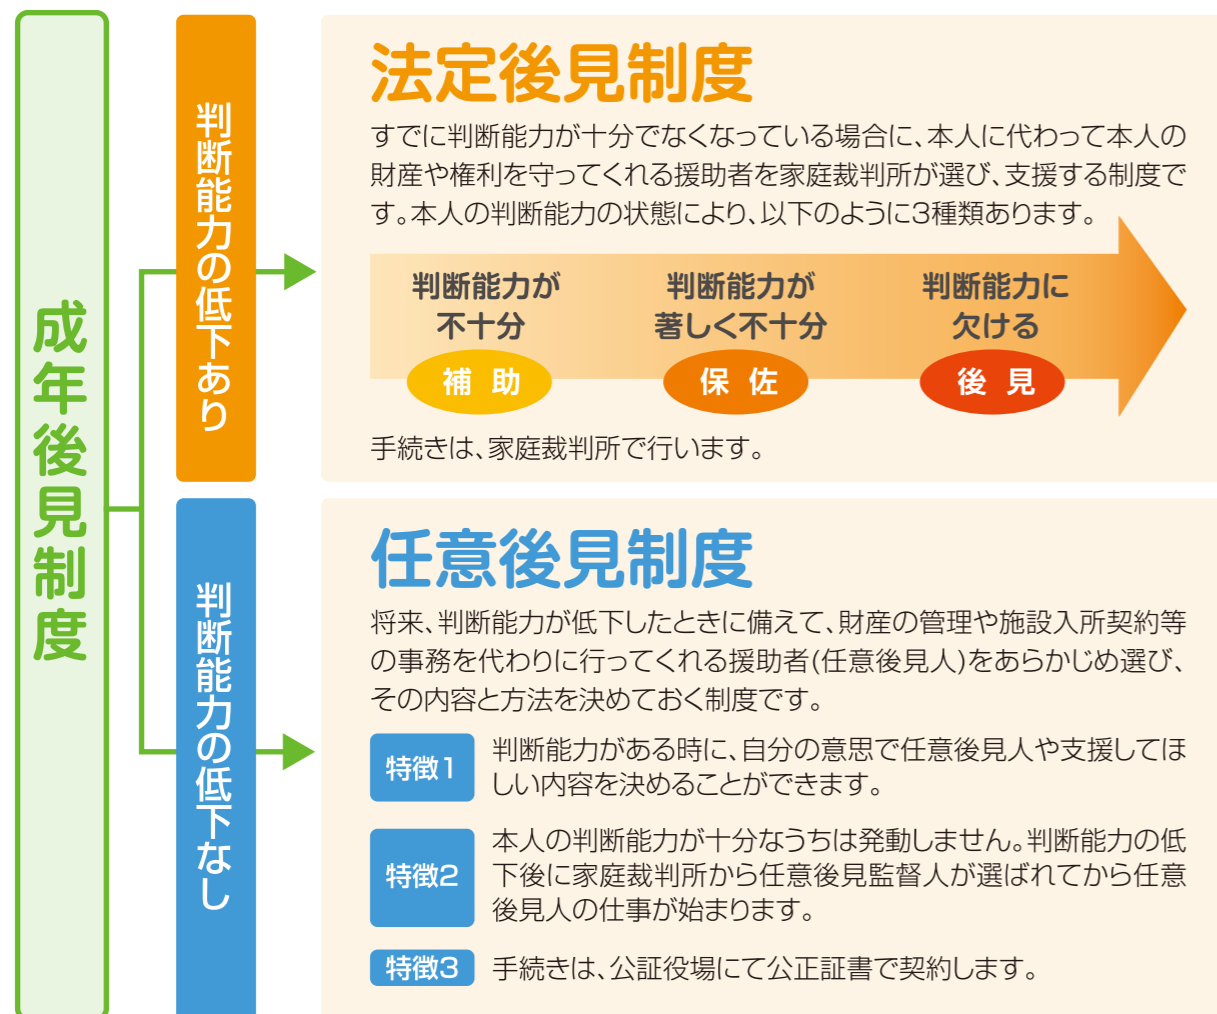 成年後見制度
判断能力の低下あり
法定後見制度
すでに判断能力が十分でなくなっている場合に、本人に代わって本人の
財産や権利を守ってくれる援助者を家庭裁判所が選び、支援する制度で
す。本人の判断能力の状態により、以下のように3種類あります。
判断能力が
不十分
補 助
判断能力が
著しく不十分
保 佐
判断能力に
欠ける
後 見
手続きは、家庭裁判所で行います。
判断能力の低下なし
任意後見制度
将来、判断能力が低下したときに備えて、財産の管理や施設入所契約等
の事務を代わりに行ってくれる援助者(任意後見人)をあらかじめ選び、
その内容と方法を決めておく制度です。
特徴1
判断能力がある時に、自分の意思で任意後見人や支援してほ
しい内容を決めることができます。
特徴2
本人の判断能力が十分なうちは発動しません。判断能力の低
下後に家庭裁判所から任意後見監督人が選ばれてから任意
後見人の仕事が始まります。
特徴3
手続きは、公証役場にて公正証書で契約します。